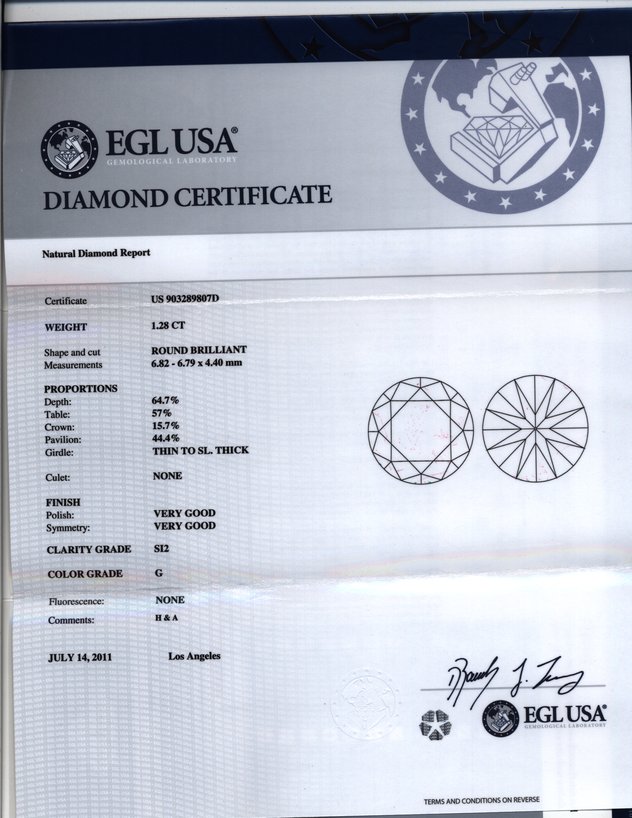 EGL USA®
GEMOLOGICAL LABORATORY
DIAMOND CERTIFICATE
Natural Diamond Report
Certificate US 903289807D
WEIGHT 1.28 CT
Shape and cut ROUND BRILLIANT
Measurements 6.82 - 6.79 x 4.40 mm
PROPORTIONS
Depth: 64.7%
Table: 57%
Crown: 15.7%
Pavilion: 44.4%
Girdle: THIN TO SL. THICK
Culet: NONE
FINISH
Polish: VERY GOOD
Symmetry: VERY GOOD
CLARITY GRADE SI2
COLOR GRADE G
Fluorescence: NONE
Comments: H & A
JULY 14, 2011 Los Angeles
EGL USA®
GEMOLOGICAL LABORATORY
TERMS AND CONDITIONS ON REVERSE